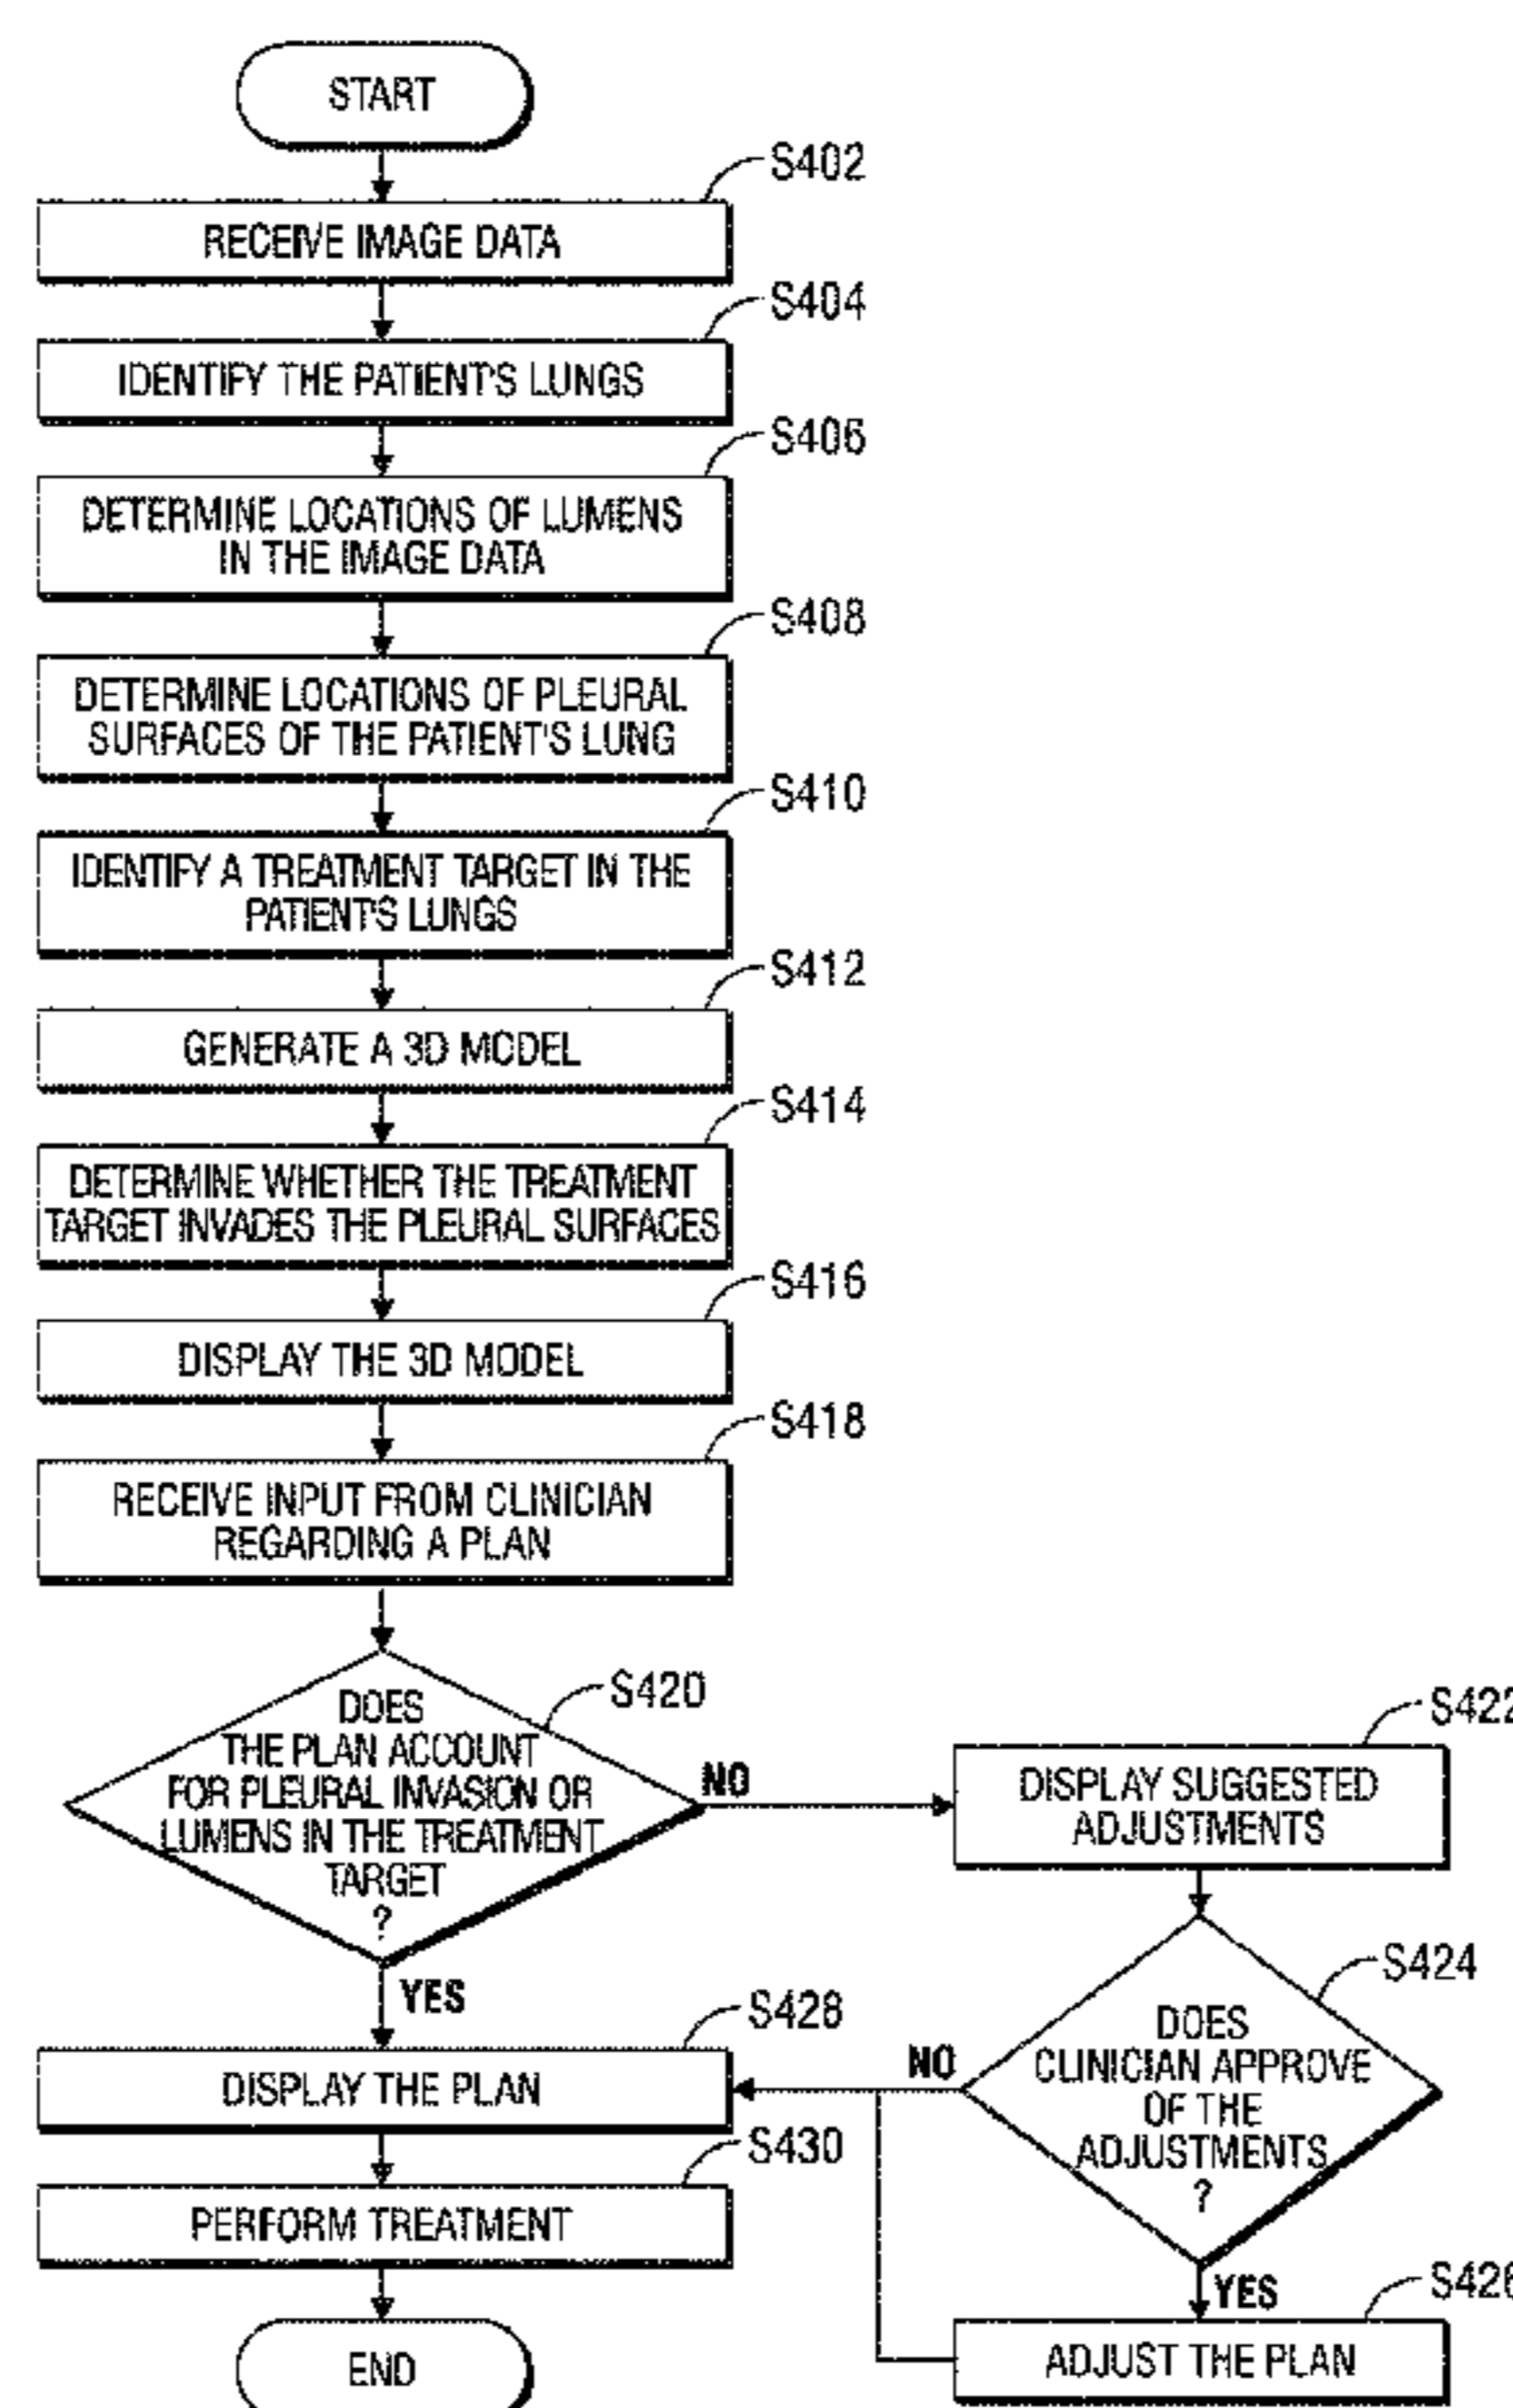 START
S402
RECEIVE IMAGE DATA
S404
IDENTIFY THE PATIENT'S LUNGS
S406
DETERMINE LOCATIONS OF LUMENS
IN THE IMAGE DATA
S408
DETERMINE LOCATIONS OF PLEURAL
SURFACES OF THE PATIENT'S LUNG
S410
IDENTIFY A TREATMENT TARGET IN THE
PATIENT'S LUNGS
S412
GENERATE A 3D MODEL
S414
DETERMINE WHETHER THE TREATMENT
TARGET INVADES THE PLEURAL SURFACES
S416
DISPLAY THE 3D MODEL
S418
RECEIVE INPUT FROM CLINICIAN
REGARDING A PLAN
S420
DOES
THE PLAN ACCOUNT
FOR PLEURAL INVASION OR
LUMENS IN THE TREATMENT
TARGET
?
NO
YES
S422
DISPLAY SUGGESTED
ADJUSTMENTS
S424
DOES
CLINICIAN APPROVE
OF THE
ADJUSTMENTS
?
NO
YES
S426
ADJUST THE PLAN
S428
DISPLAY THE PLAN
S430
PERFORM TREATMENT
END